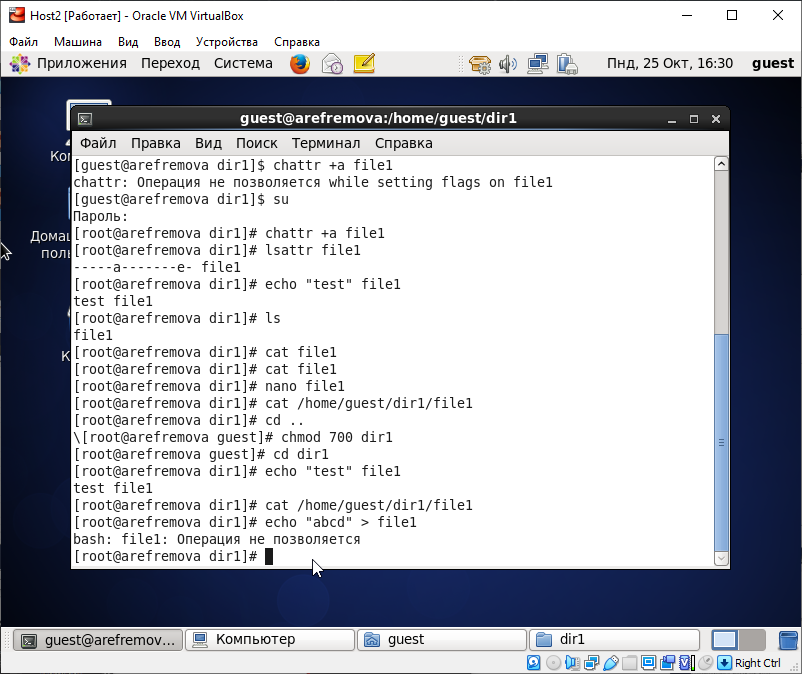 Host2 [Работает] - Oracle VM VirtualBox
Файл Машина Вид Ввод Устройства Справка
Приложения Переход Система Пнд, 25 Окт, 16:30 guest
guest@arefremova:/home/guest/dir1
Файл Правка Вид Поиск Терминал Справка
[guest@arefremova dir1]$ chattr +a file1
chattr: Операция не позволяется while setting flags on file1
[guest@arefremova dir1]$ su
Пароль:
[root@arefremova dir1]# chattr +a file1
[root@arefremova dir1]# lsattr file1
-----a-------e- file1
[root@arefremova dir1]# echo "test" file1
test file1
[root@arefremova dir1]# ls
file1
[root@arefremova dir1]# cat file1
[root@arefremova dir1]# cat file1
[root@arefremova dir1]# nano file1
[root@arefremova dir1]# cat /home/guest/dir1/file1
[root@arefremova dir1]# cd ..
\[root@arefremova guest]# chmod 700 dir1
[root@arefremova guest]# cd dir1
[root@arefremova dir1]# echo "test" file1
test file1
[root@arefremova dir1]# cat /home/guest/dir1/file1
[root@arefremova dir1]# echo "abcd" > file1
bash: file1: Операция не позволяется
[root@arefremova dir1]#
guest@arefremov... Компьютер guest dir1
Right Ctrl